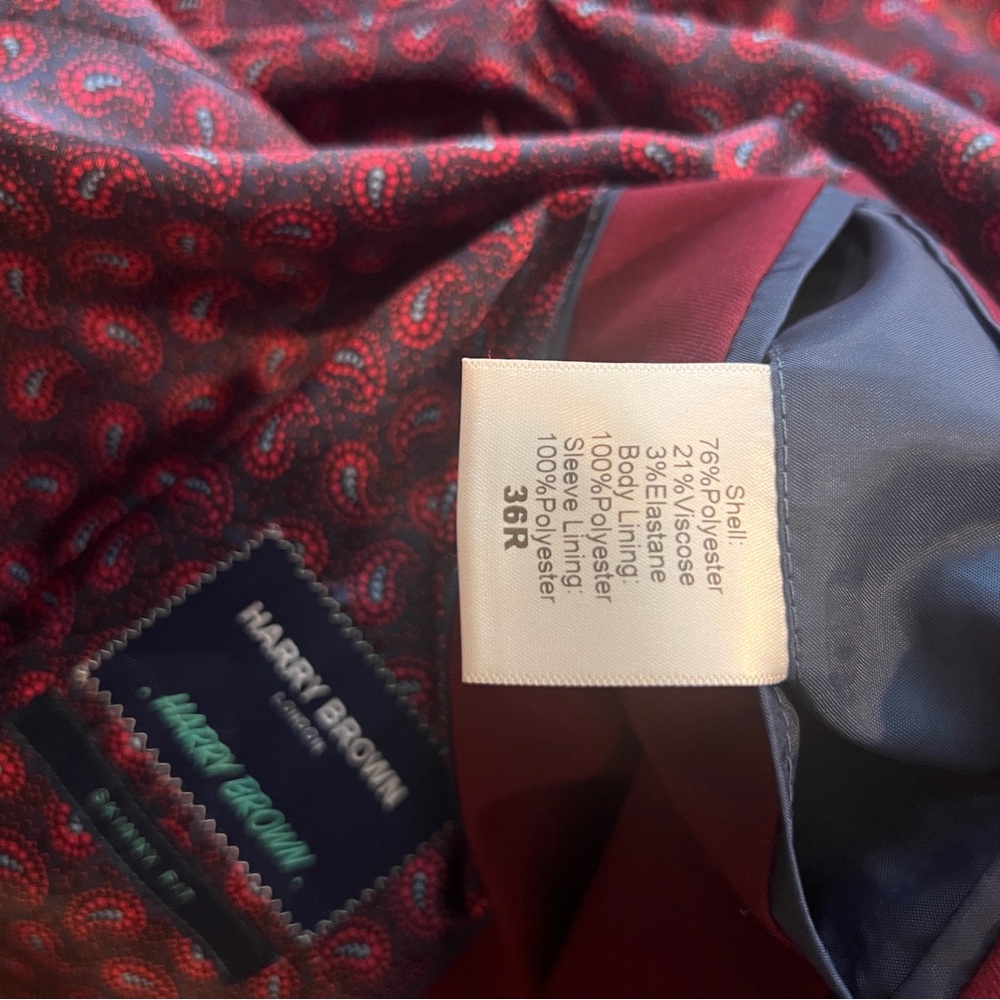 Shell:
76%Polyester
21%Viscose
3%Elastane
Body Lining:
100%Polyester
Sleeve Lining:
100%Polyester
36R
HARRY BROWN
LONDON
• HARRY BROWN •
SKINNY FIT